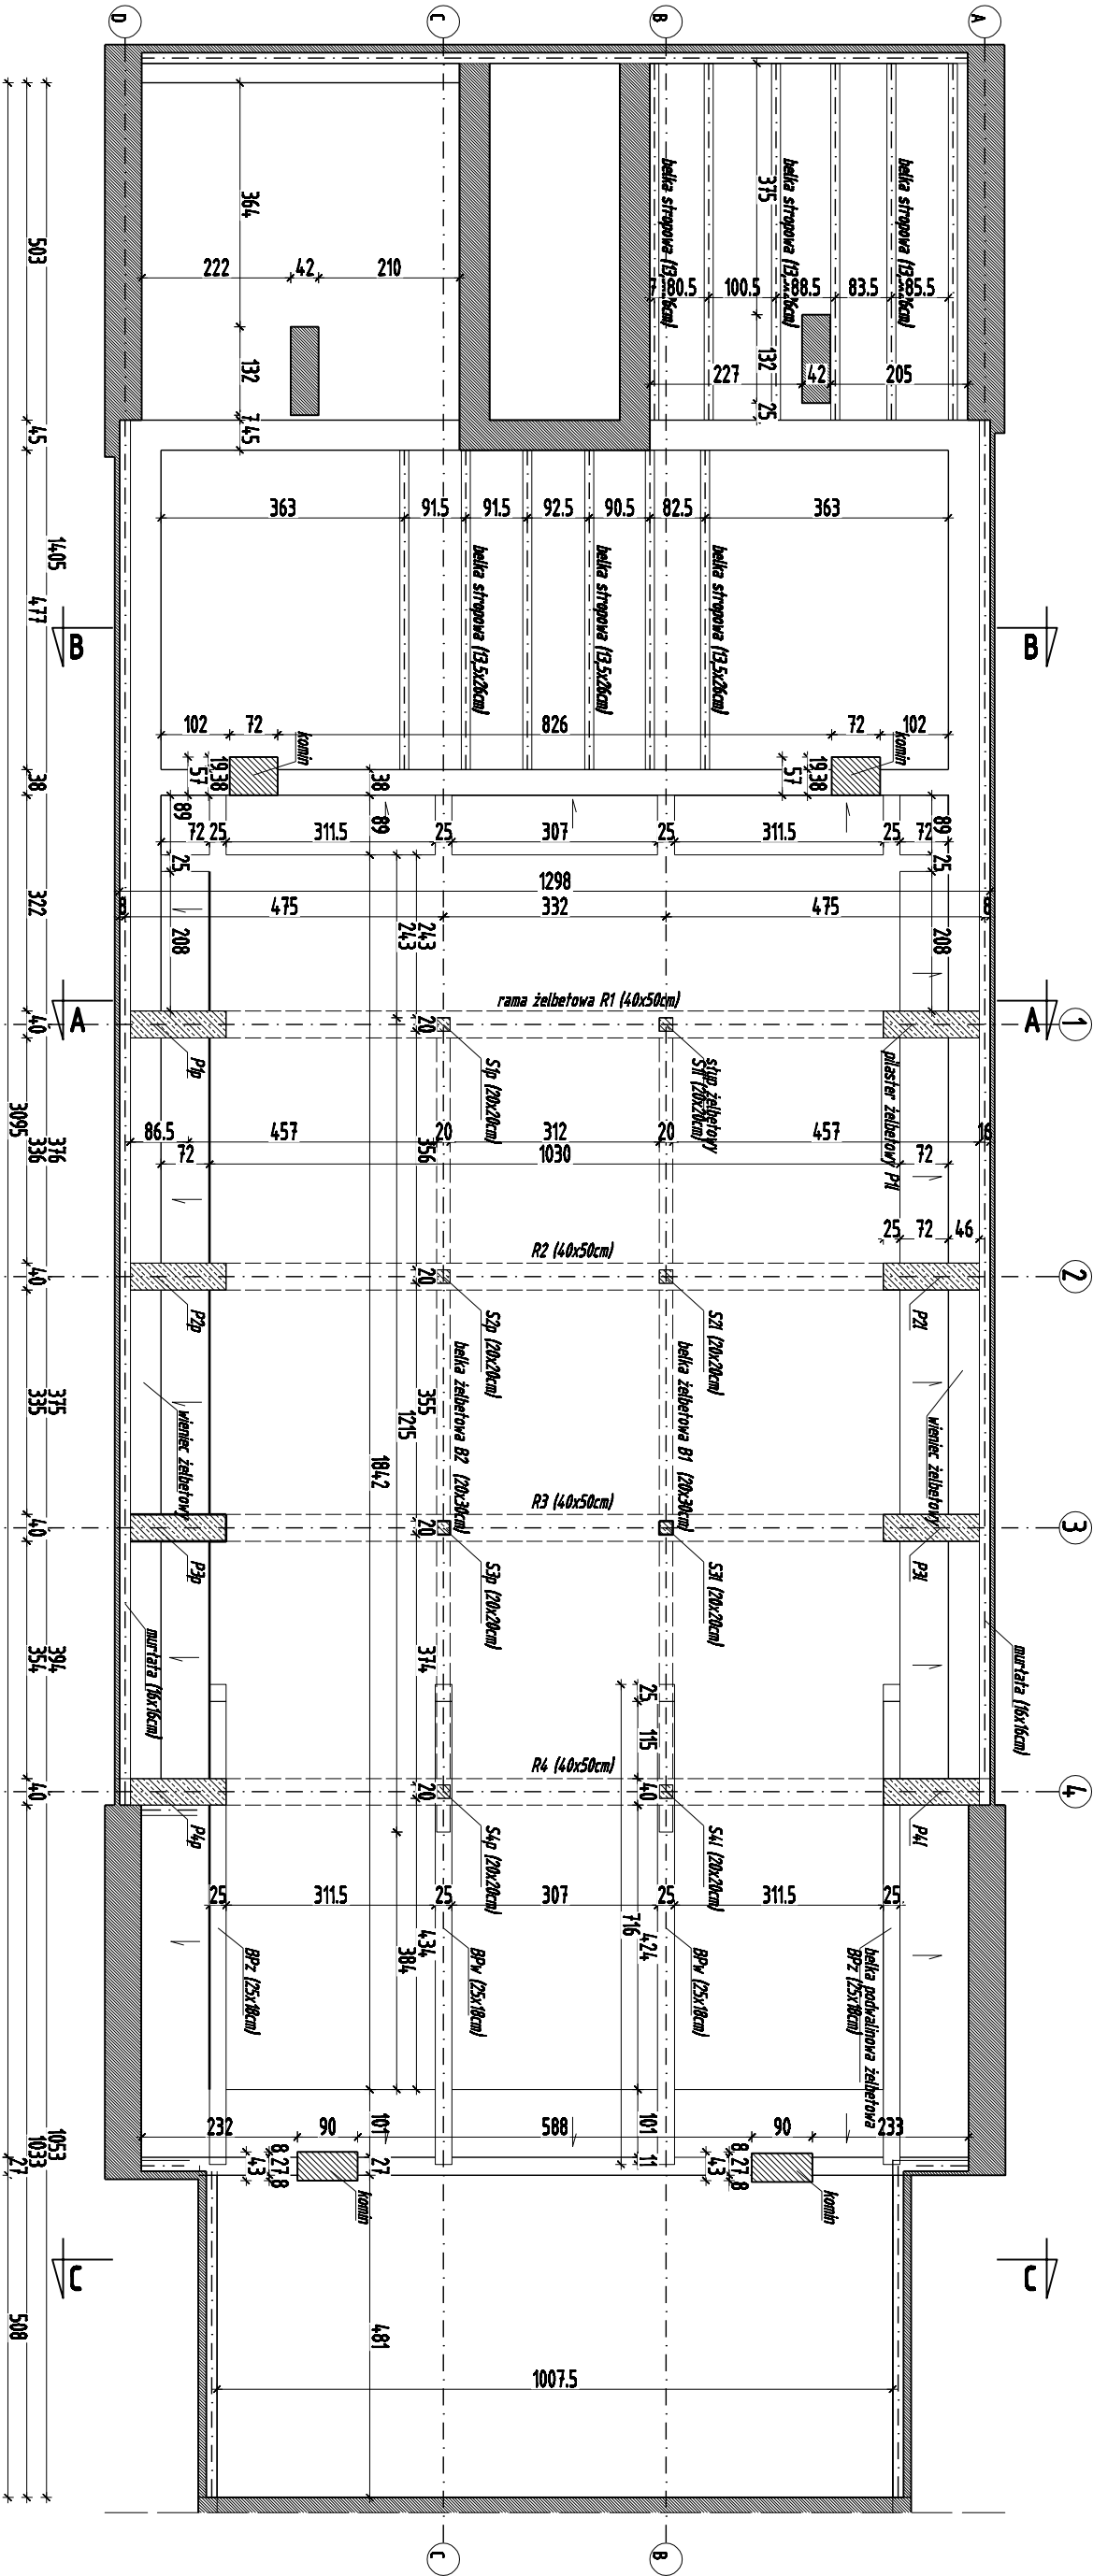 D
C
B
A
belka stropowa (13,5x26cm)
belka stropowa (13,5x26cm)
belka stropowa (13,5x26cm)
375
364
503
222
42
210
7
80.5
100.5
88.5
83.5
85.5
132
132
227
42
205
25
7
45
45
363
91.5
91.5
92.5
90.5
82.5
363
1405
477
belka stropowa (13,5x26cm)
belka stropowa (13,5x26cm)
belka stropowa (13,5x26cm)
B
B
102
72
826
72
102
komin
komin
19
38
57
38
19
38
57
38
89
89
89
72
25
311.5
25
307
25
311.5
25
72
25
25
1298
322
8
475
332
475
8
208
243
243
208
rama żelbetowa R1 (40x50cm)
A
A
40
20
1
P1p
S1p (20x20cm)
słup żelbetowy
S1l (20x20cm)
pilaster żelbetowy P1l
3095
376
336
86.5
457
20
312
20
457
16
72
356
1030
72
25
72
46
R2 (40x50cm)
40
20
2
P2p
S2p (20x20cm)
S2l (20x20cm)
P2l
belka żelbetowa B2 (20x30cm)
belka żelbetowa B1 (20x30cm)
375
335
355
1215
1842
wieniec żelbetowy
wieniec żelbetowy
R3 (40x50cm)
40
20
3
P3p
S3p (20x20cm)
S3l (20x20cm)
P3l
murłata (16x16cm)
murłata (16x16cm)
394
354
374
25
115
R4 (40x50cm)
40
20
40
4
P4p
S4p (20x20cm)
S4l (20x20cm)
P4l
25
311.5
25
307
25
311.5
25
716
434
384
424
BPz (25x18cm)
BPw (25x18cm)
BPw (25x18cm)
belka podwalinowa żelbetowa
BPz (25x18cm)
232
90
101
588
101
90
233
1053
1033
27
8
27
8
43
27
11
43
8
27
8
komin
komin
C
C
508
481
1007.5
C
B